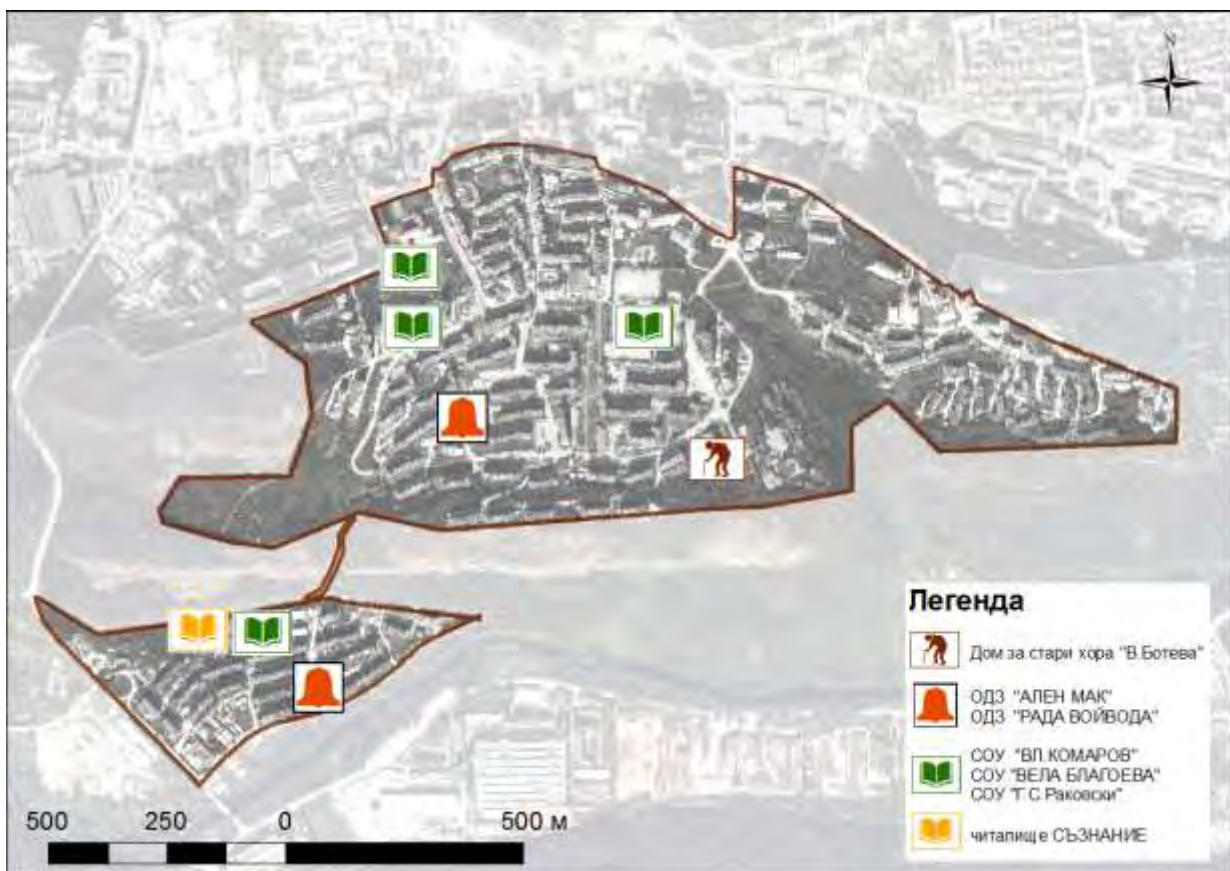 N
Легенда
Дом за стари хора "В.Ботева"
ОДЗ "АЛЕН МАК"
ОДЗ "РАДА ВОЙВОДА"
СОУ "ВЛ.КОМАРОВ"
СОУ "ВЕЛА БЛАГОЕВА"
СОУ "Г.С.Раковски"
читалище СЪЗНАНИЕ
500 250 0 500 м